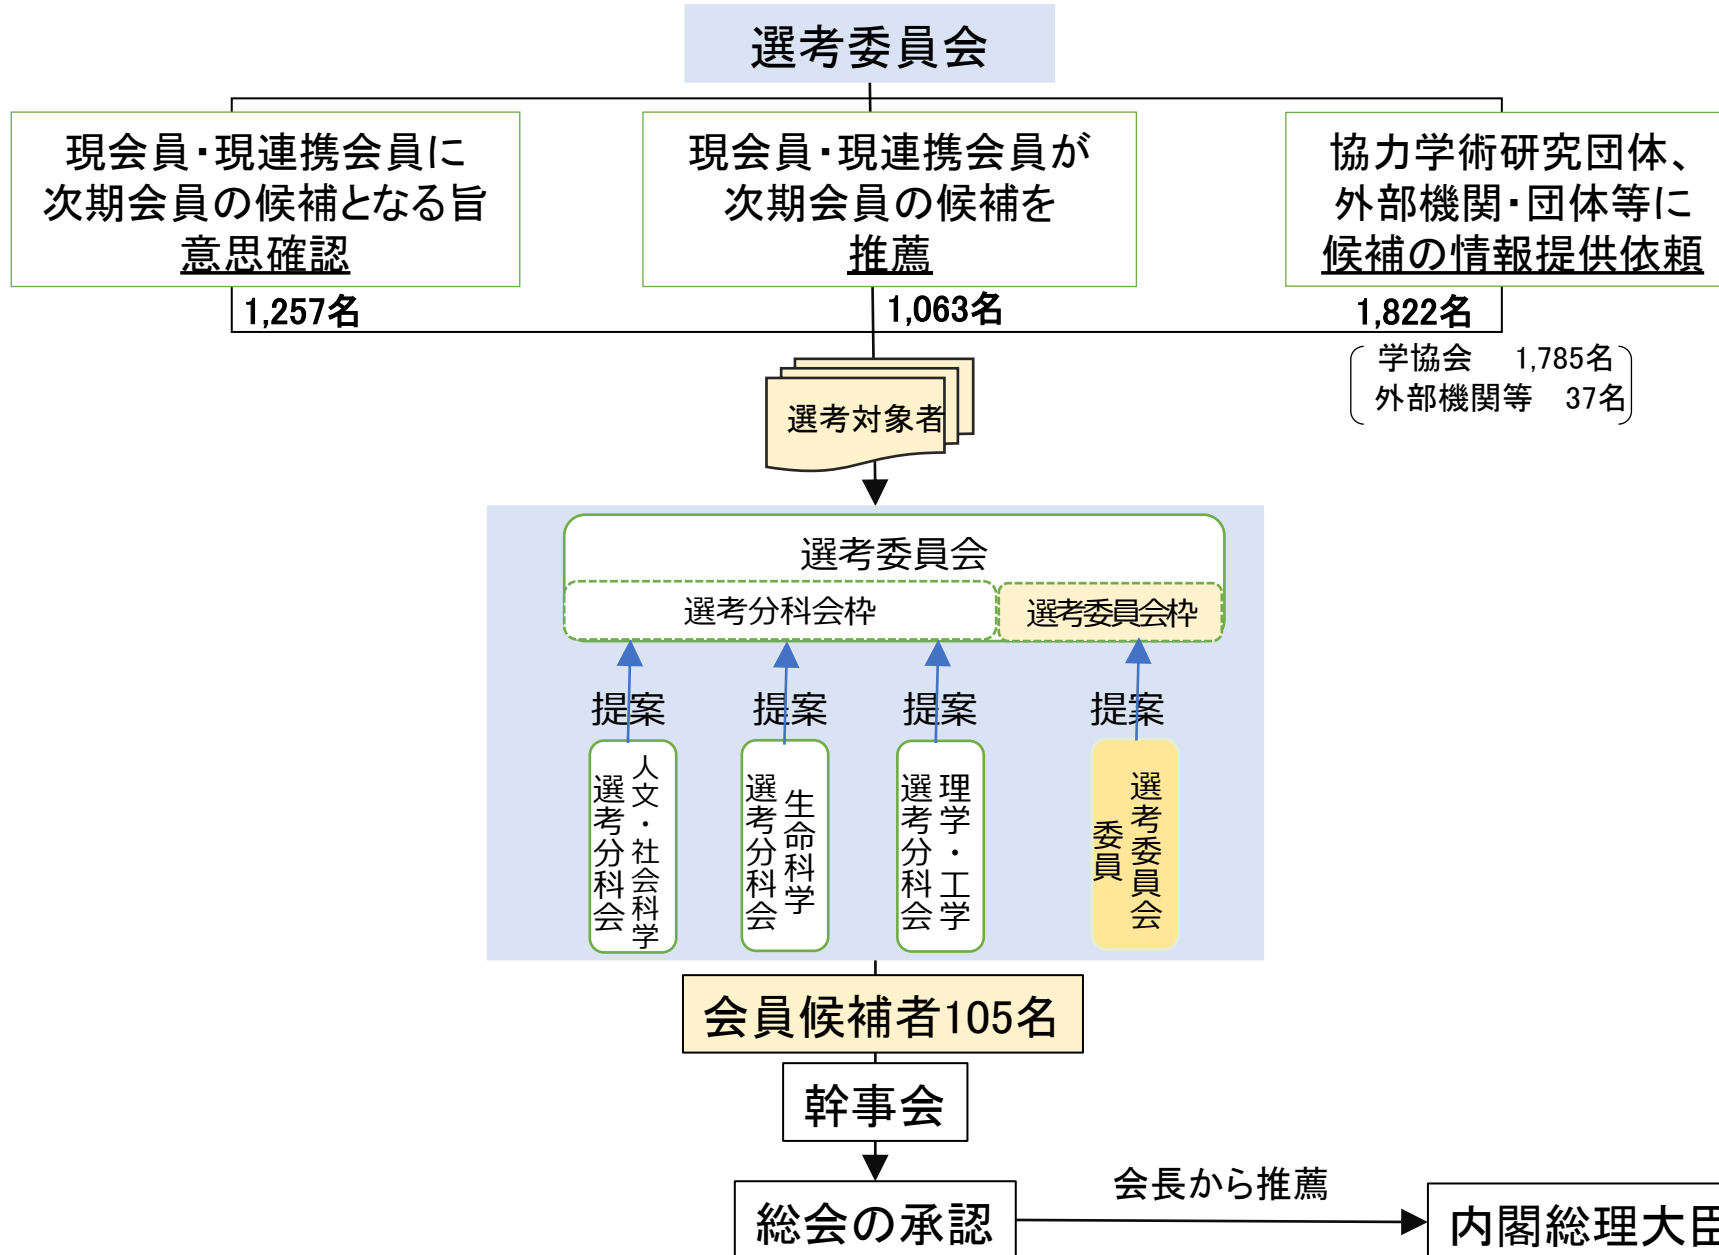 選考委員会
現会員・現連携会員に
次期会員の候補となる旨
意思確認
現会員・現連携会員が
次期会員の候補を
推薦
協力学術研究団体、
外部機関・団体等に
候補の情報提供依頼
1,257名
1,063名
1,822名
学協会 1,785名
外部機関等 37名
選考対象者
選考委員会
選考分科会枠
選考委員会枠
提案
提案
提案
提案
人文・社会科学
選考分科会
生命科学
選考分科会
理学・工学
選考分科会
選考委員会
委員
会員候補者105名
幹事会
総会の承認
会長から推薦
内閣総理大臣